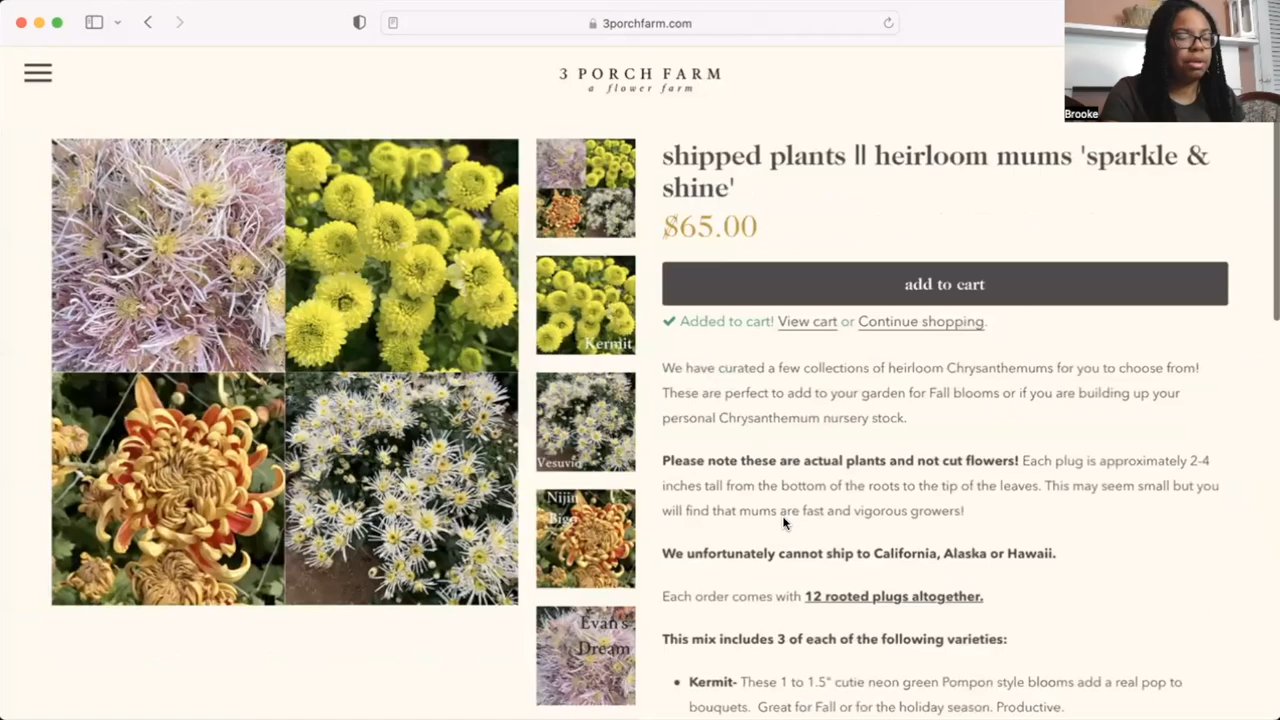 3porchfarm.com
3 PORCH FARM
a flower farm
Brooke
shipped plants || heirloom mums 'sparkle &
shine'
$65.00
add to cart
✔ Added to cart! View cart or Continue shopping.
We have curated a few collections of heirloom Chrysanthemums for you to choose from!
These are perfect to add to your garden for Fall blooms or if you are building up your
personal Chrysanthemum nursery stock.
Please note these are actual plants and not cut flowers! Each plug is approximately 2-4
inches tall from the bottom of the roots to the tip of the leaves. This may seem small but you
will find that mums are fast and vigorous growers!
We unfortunately cannot ship to California, Alaska or Hawaii.
Each order comes with 12 rooted plugs altogether.
This mix includes 3 of each of the following varieties:
• Kermit- These 1 to 1.5" cutie neon green Pompon style blooms add a real pop to
bouquets. Great for Fall or for the holiday season. Productive.
Kermit
Vesuvio
Nijin
Bigo
Evan's
Dream